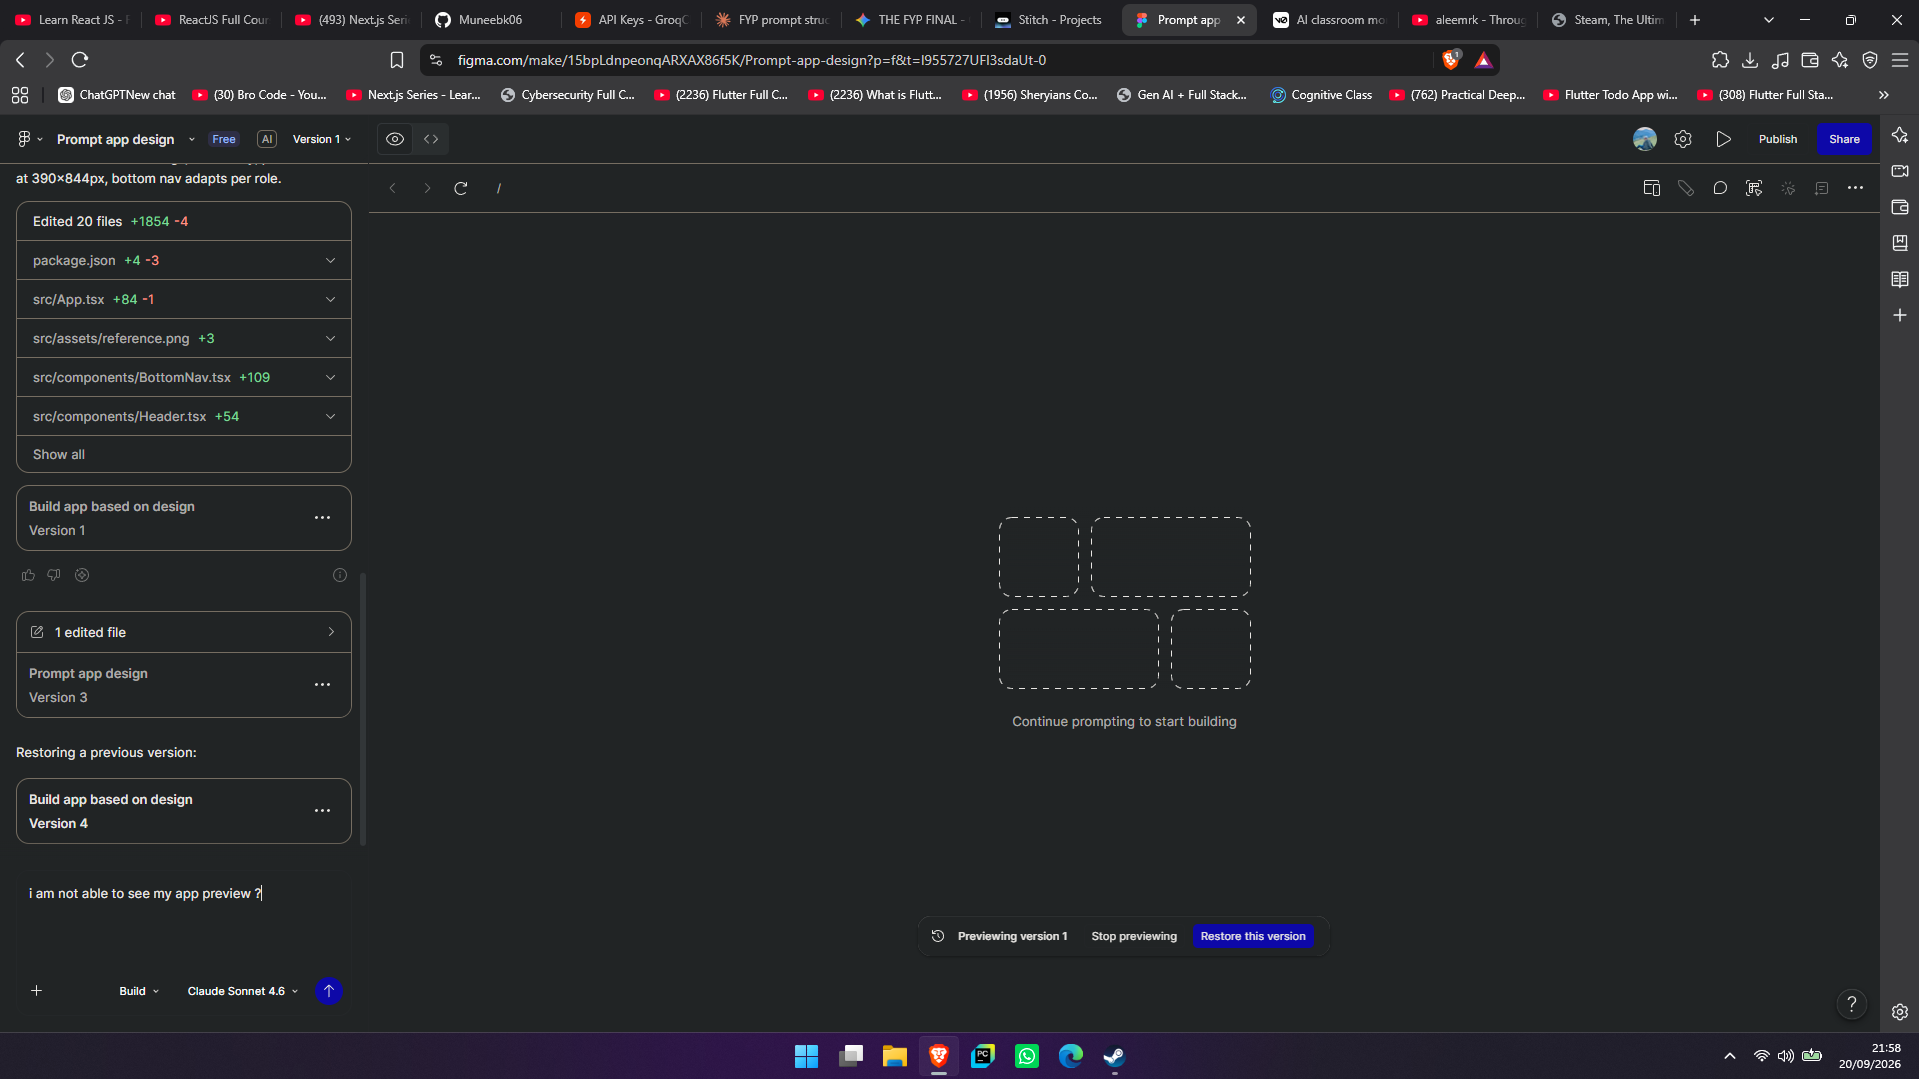 Learn React JS - F
ReactJS Full Cour
(493) Next.js Seri
Muneebk06
API Keys - GroqC
FYP prompt struc
THE FYP FINAL -
Stitch - Projects
Prompt app
AI classroom mo
aleemrk - Throug
Steam, The Ultim
figma.com/make/15bpLdnpeonqARXAX86f5K/Prompt-app-design?p=f&t=I955727UFI3sdaUt-0
1
ChatGPTNew chat
(30) Bro Code - You...
Next.js Series - Lear...
Cybersecurity Full C...
(2236) Flutter Full C...
(2236) What is Flutt...
(1956) Sheryians Co...
Gen AI + Full Stack...
Cognitive Class
(762) Practical Deep...
Flutter Todo App wi...
(308) Flutter Full Sta...
Prompt app design
Free
AI
Version 1
Publish
Share
at 390×844px, bottom nav adapts per role.
/
Edited 20 files +1854 -4
package.json +4 -3
src/App.tsx +84 -1
src/assets/reference.png +3
src/components/BottomNav.tsx +109
src/components/Header.tsx +54
Show all
Build app based on design
Version 1
1 edited file
Prompt app design
Version 3
Restoring a previous version:
Build app based on design
Version 4
i am not able to see my app preview ?
Build
Claude Sonnet 4.6
Continue prompting to start building
Previewing version 1
Stop previewing
Restore this version
?
PC
21:58
20/09/2026